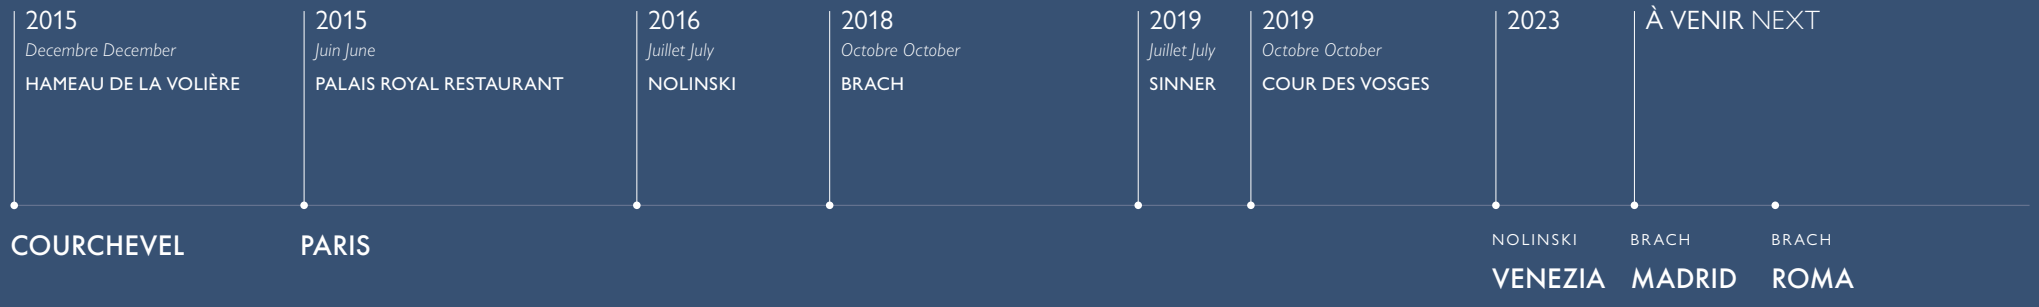 2015
Decembre December
HAMEAU DE LA VOLIÈRE
2015
Juin June
PALAIS ROYAL RESTAURANT
2016
Juillet July
NOLINSKI
2018
Octobre October
BRACH
2019
Juillet July
SINNER
2019
Octobre October
COUR DES VOSGES
2023
À VENIR NEXT
COURCHEVEL
PARIS
NOLINSKI
VENEZIA
BRACH
MADRID
BRACH
ROMA